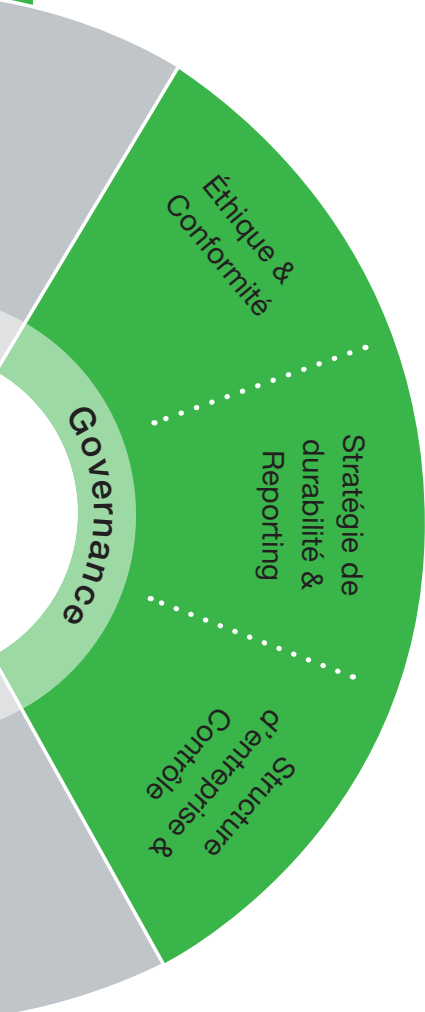 Éthique &
Conformité
Governance
Stratégie de
durabilité &
Reporting
Structure
d'entreprise &
Contrôle